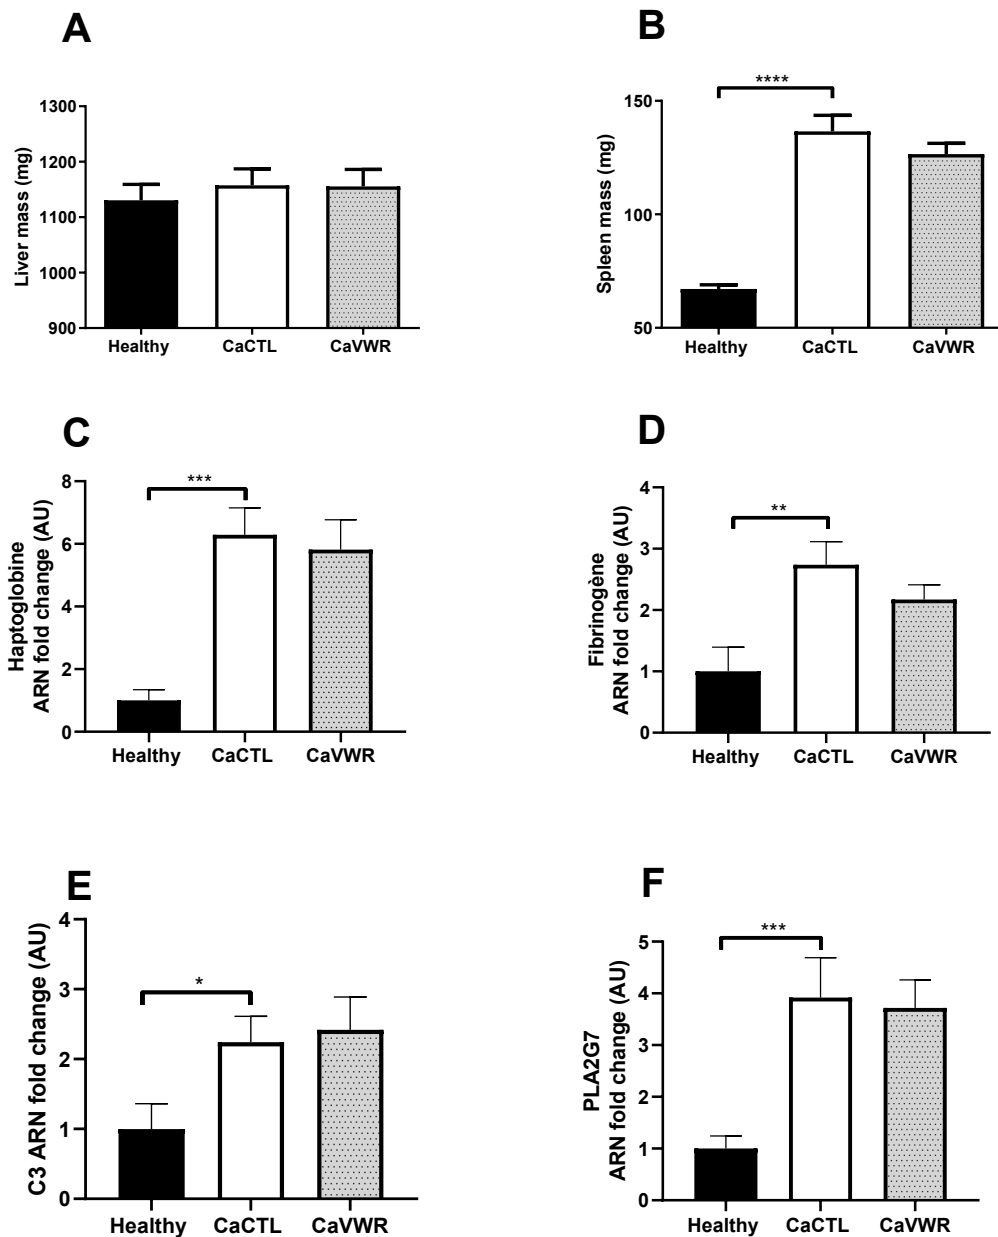 A
Liver mass (mg)
1300
1200
1100
1000
900
Healthy
CaCTL
CaVWR
B
Spleen mass (mg)
150
100
50
****
Healthy
CaCTL
CaVWR
C
Haptoglobine
ARN fold change (AU)
8
6
4
2
0
***
Healthy
CaCTL
CaVWR
D
Fibrinogène
ARN fold change (AU)
4
3
2
1
0
**
Healthy
CaCTL
CaVWR
E
C3 ARN fold change (AU)
4
3
2
1
0
*
Healthy
CaCTL
CaVWR
F
PLA2G7
ARN fold change (AU)
5
4
3
2
1
0
***
Healthy
CaCTL
CaVWR